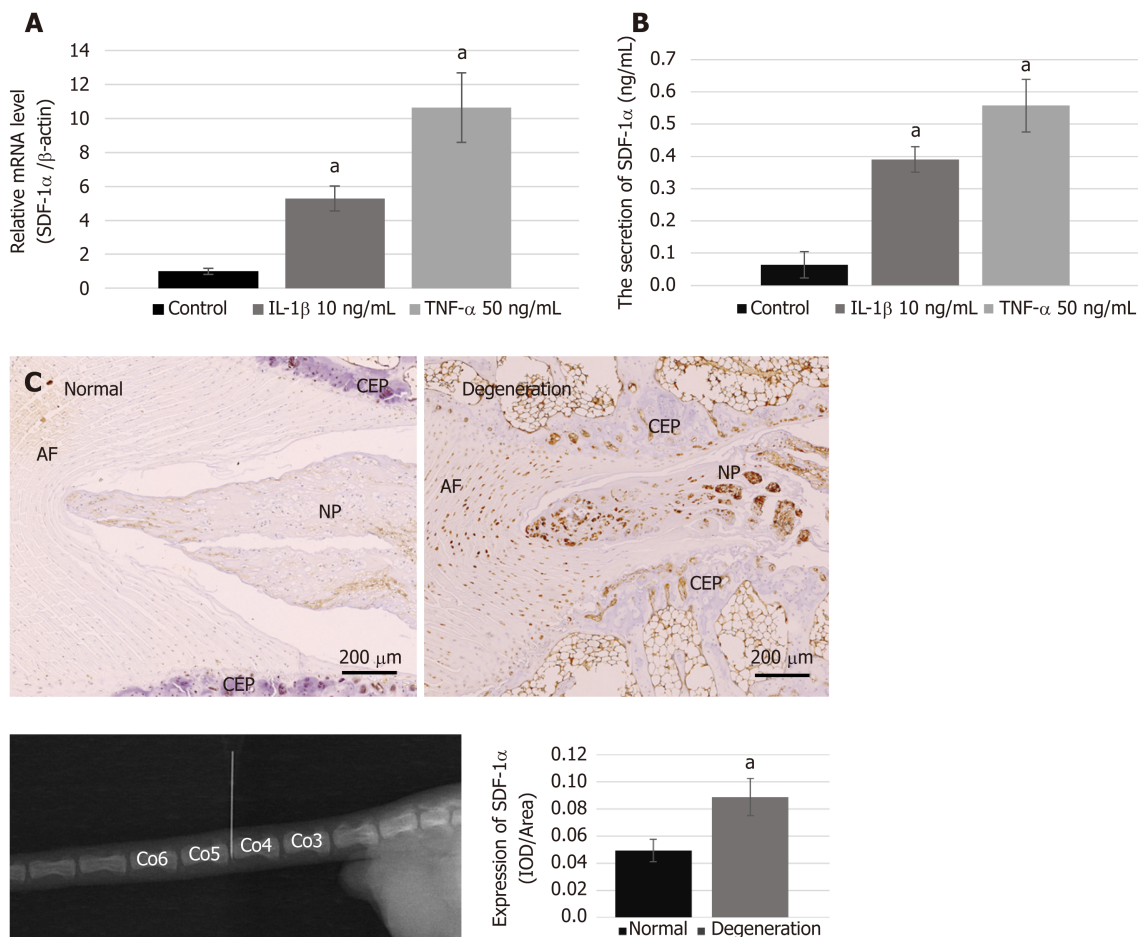 A
Relative mRNA level
(SDF-1α /β-actin)
14
12
10
8
6
4
2
0
a
a
Control
IL-1β 10 ng/mL
TNF-α 50 ng/mL
B
The secretion of SDF-1α (ng/mL)
0.7
0.6
0.5
0.4
0.3
0.2
0.1
0.0
a
a
Control
IL-1β 10 ng/mL
TNF-α 50 ng/mL
C
Normal
CEP
AF
NP
CEP
200 μm
Degeneration
CEP
AF
NP
CEP
200 μm
Co6
Co5
Co4
Co3
Expression of SDF-1α
(IOD/Area)
0.12
0.10
0.08
0.06
0.04
0.02
0.0
a
Normal
Degeneration